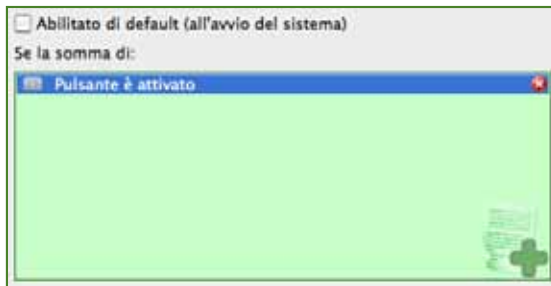 Abilitato di default (all'avvio del sistema)
Se la somma di:
Pulsante è attivato